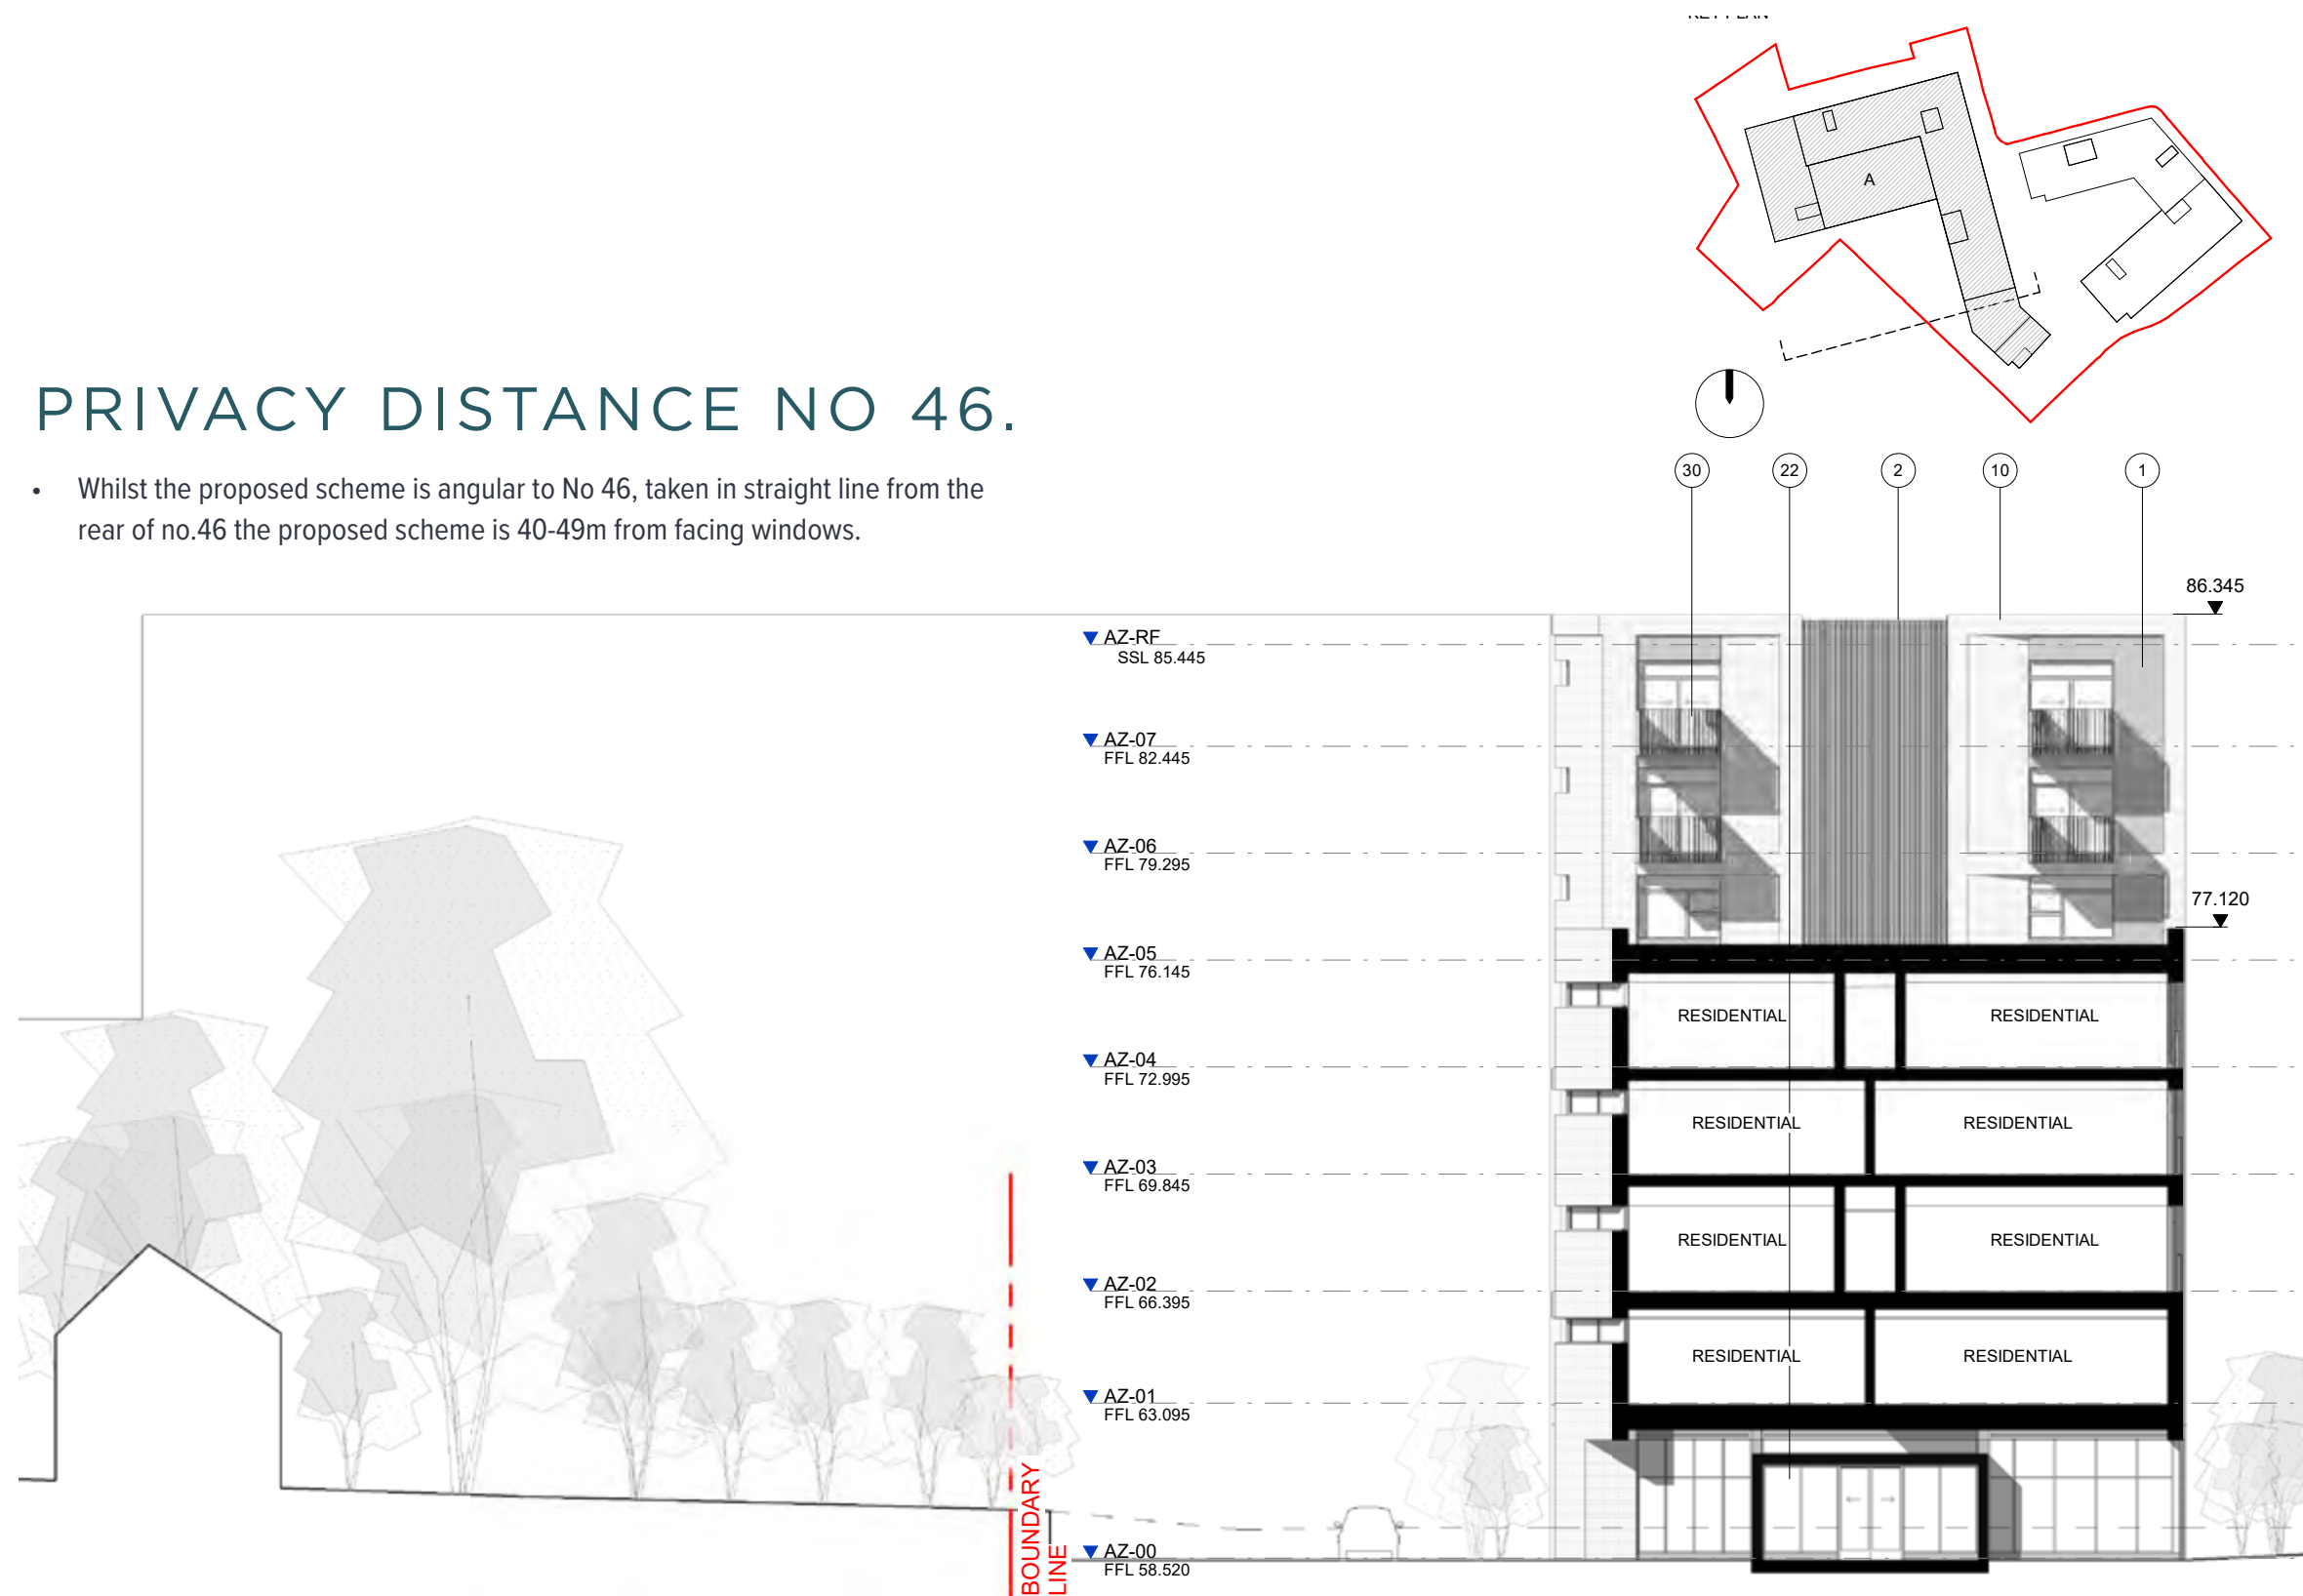 A
PRIVACY DISTANCE NO 46.
• Whilst the proposed scheme is angular to No 46, taken in straight line from the
rear of no.46 the proposed scheme is 40-49m from facing windows.
30 22 2 10 1
86.345
AZ-RF
SSL 85.445
AZ-07
FFL 82.445
AZ-06
FFL 79.295
77.120
AZ-05
FFL 76.145
RESIDENTIAL RESIDENTIAL
AZ-04
FFL 72.995
RESIDENTIAL RESIDENTIAL
AZ-03
FFL 69.845
RESIDENTIAL RESIDENTIAL
AZ-02
FFL 66.395
RESIDENTIAL RESIDENTIAL
AZ-01
FFL 63.095
BOUNDARY
LINE
AZ-00
FFL 58.520